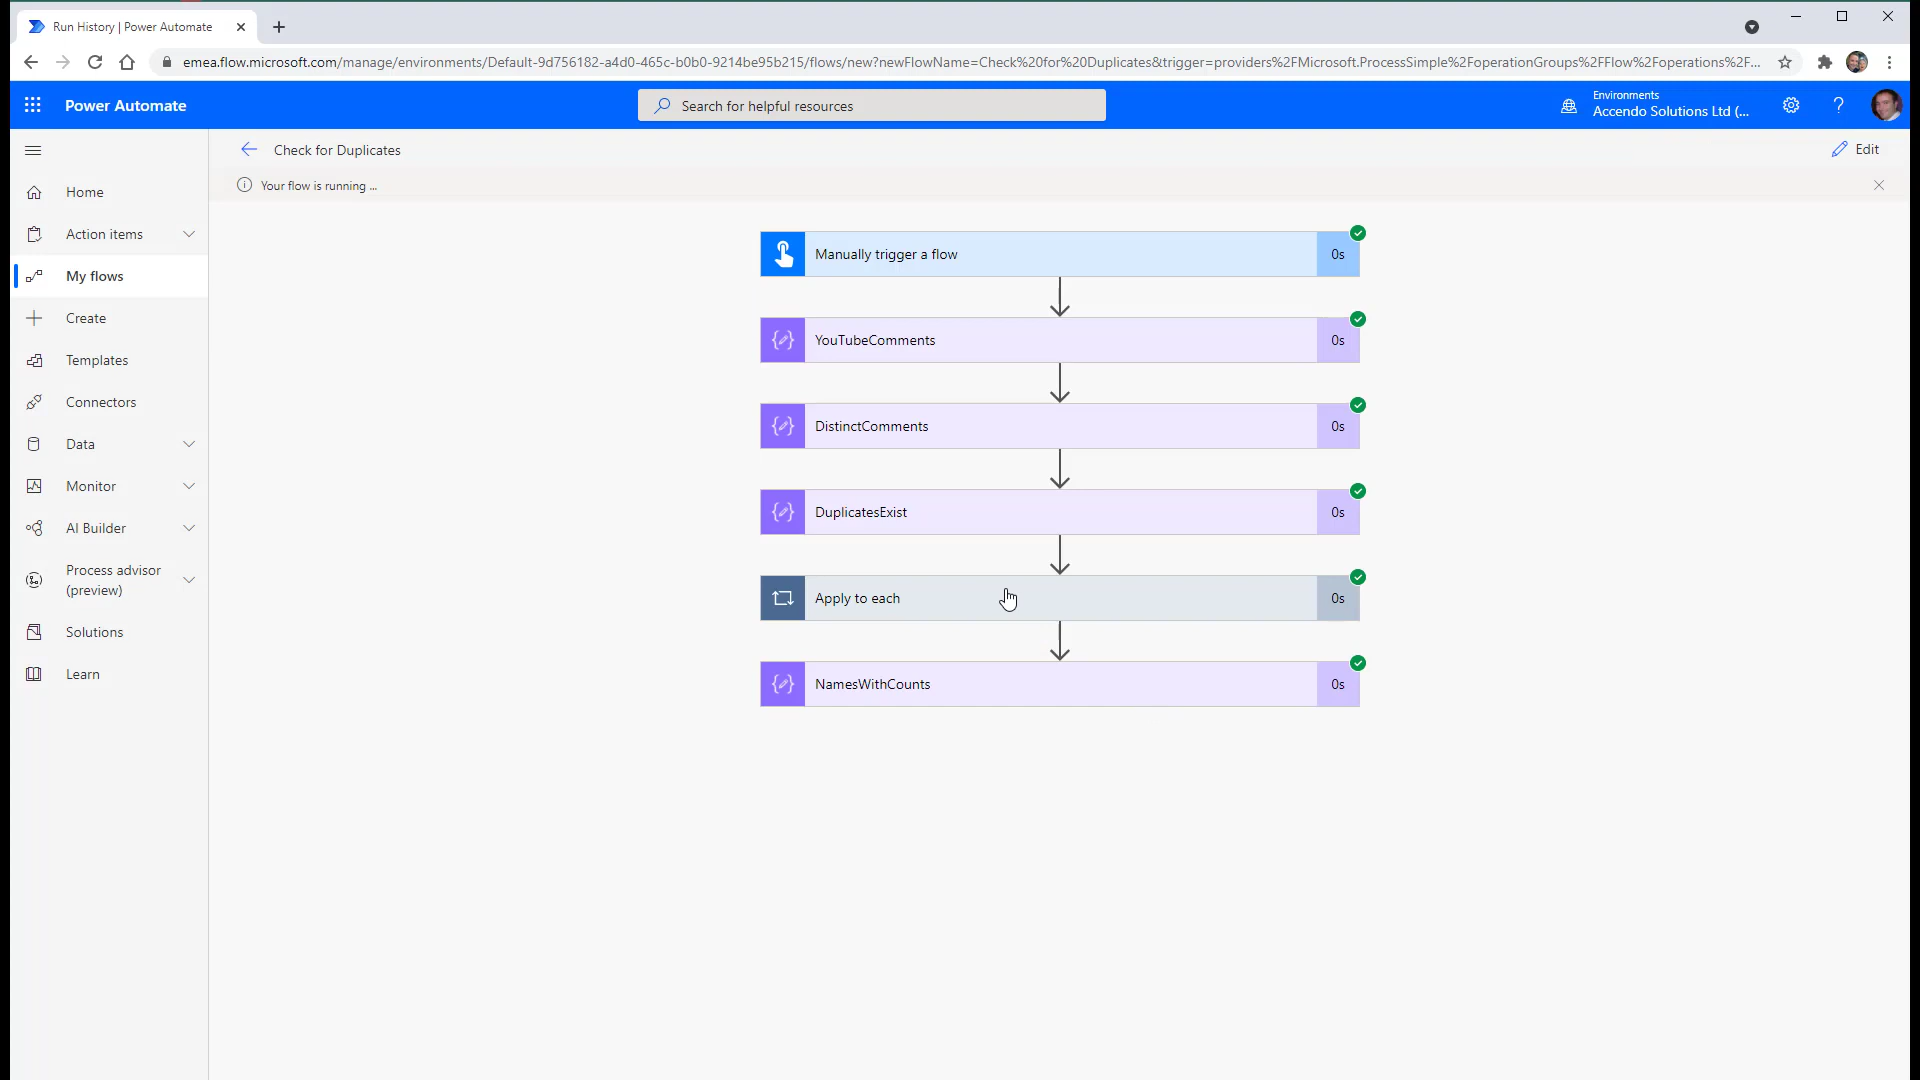 Run History | Power Automate
emea.flow.microsoft.com/manage/environments/Default-9d756182-a4d0-465c-b0b0-9214be95b215/flows/new?newFlowName=Check%20for%20Duplicates&trigger=providers%2FMicrosoft.ProcessSimple%2FoperationGroups%2FFlow%2Foperations%2F...
Power Automate
Search for helpful resources
Environments
Accendo Solutions Ltd (...
?
Check for Duplicates
Edit
Your flow is running ...
Home
Action items
My flows
Create
Templates
Connectors
Data
Monitor
AI Builder
Process advisor
(preview)
Solutions
Learn
Manually trigger a flow
0s
YouTubeComments
0s
DistinctComments
0s
DuplicatesExist
0s
Apply to each
0s
NamesWithCounts
0s